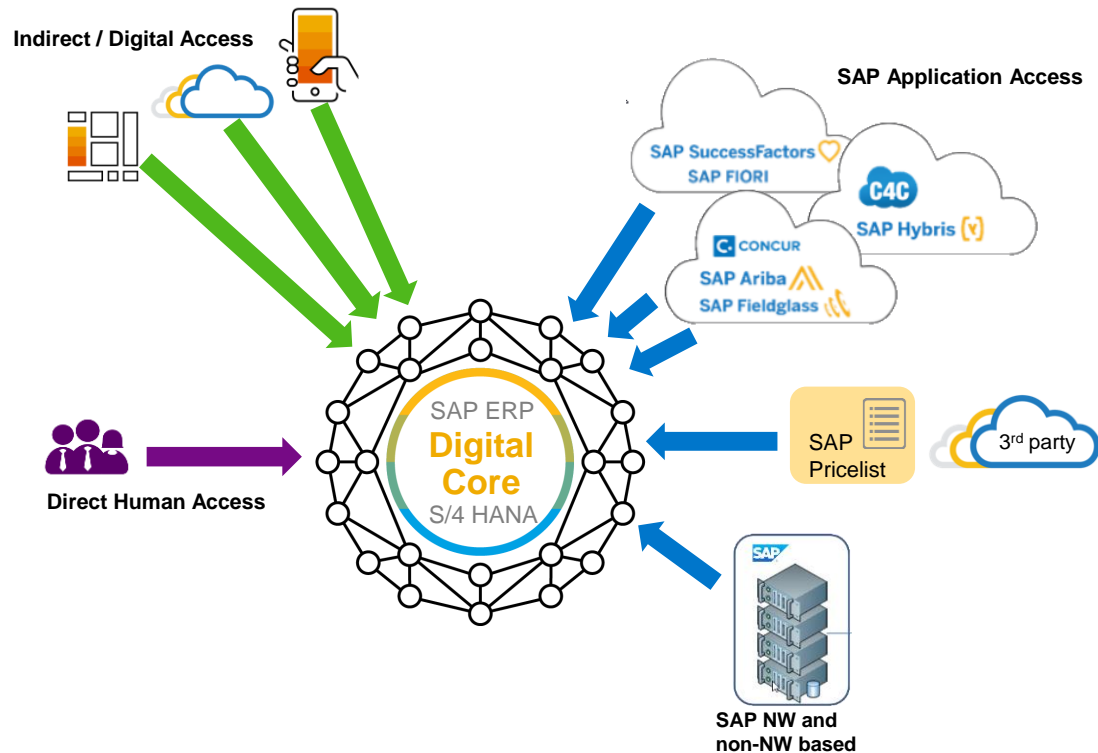 Indirect / Digital Access
SAP Application Access
SAP SuccessFactors
SAP FIORI
C4C
SAP Hybris
C. CONCUR
SAP Ariba
SAP Fieldglass
SAP ERP
Digital
Core
S/4 HANA
Direct Human Access
SAP
Pricelist
3rd party
SAP
SAP NW and
non-NW based